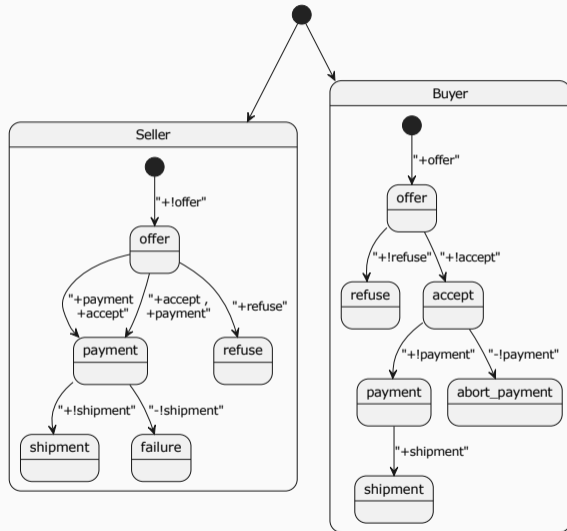 Buyer
Seller
"+offer"
"+!offer"
offer
offer
"+!refuse"
"+!accept"
"+payment
+accept"
"+accept ,
+payment"
"+refuse"
refuse
accept
payment
refuse
"+!payment"
"-!payment"
"+!shipment"
"-!shipment"
payment
abort_payment
shipment
failure
"+shipment"
shipment